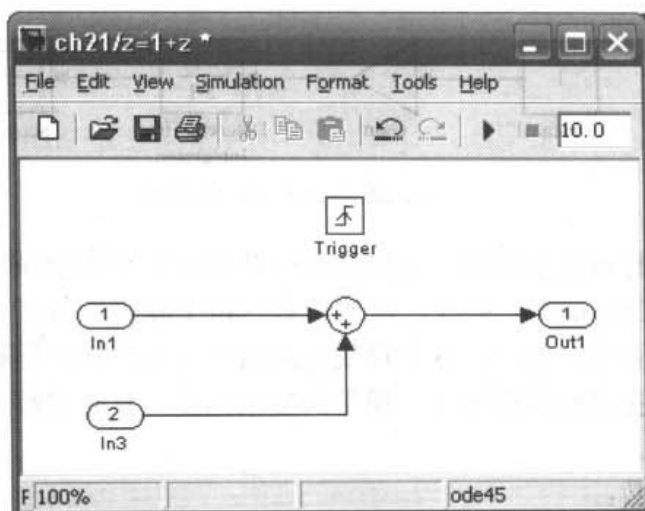 ch21/z=1+z *
File Edit View Simulation Format Tools Help
10.0
Trigger
1
In1
++
1
Out1
2
In3
F 100% ode45